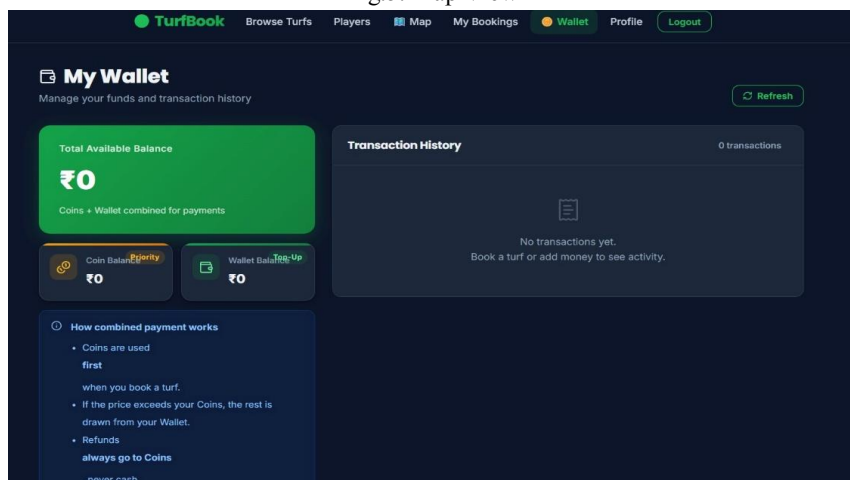 TurfBook Browse Turfs Players Map My Bookings Wallet Profile Logout
My Wallet
Manage your funds and transaction history
Refresh
Total Available Balance
₹0
Coins + Wallet combined for payments
Coin Balance Priority
₹0
Wallet Balance Top-Up
₹0
How combined payment works
• Coins are used
first
when you book a turf.
• If the price exceeds your Coins, the rest is
drawn from your Wallet.
• Refunds
always go to Coins
never cash
Transaction History 0 transactions
No transactions yet.
Book a turf or add money to see activity.